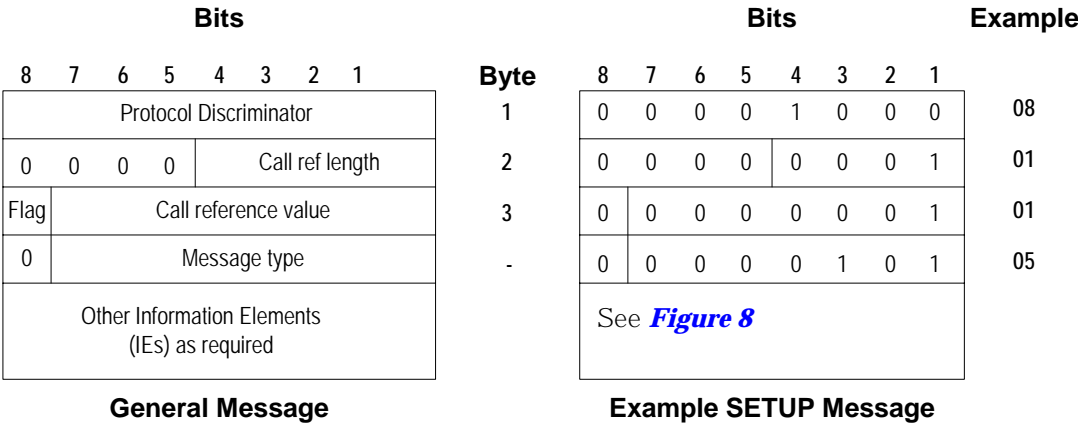 Bits Bits Example
8 7 6 5 4 3 2 1 Byte 8 7 6 5 4 3 2 1
Protocol Discriminator 1 0 0 0 0 1 0 0 0 08
0 0 0 0 Call ref length 2 0 0 0 0 0 0 0 1 01
Flag Call reference value 3 0 0 0 0 0 0 0 1 01
0 Message type - 0 0 0 0 0 1 0 1 05
Other Information Elements
(IEs) as required
See Figure 8
General Message Example SETUP Message